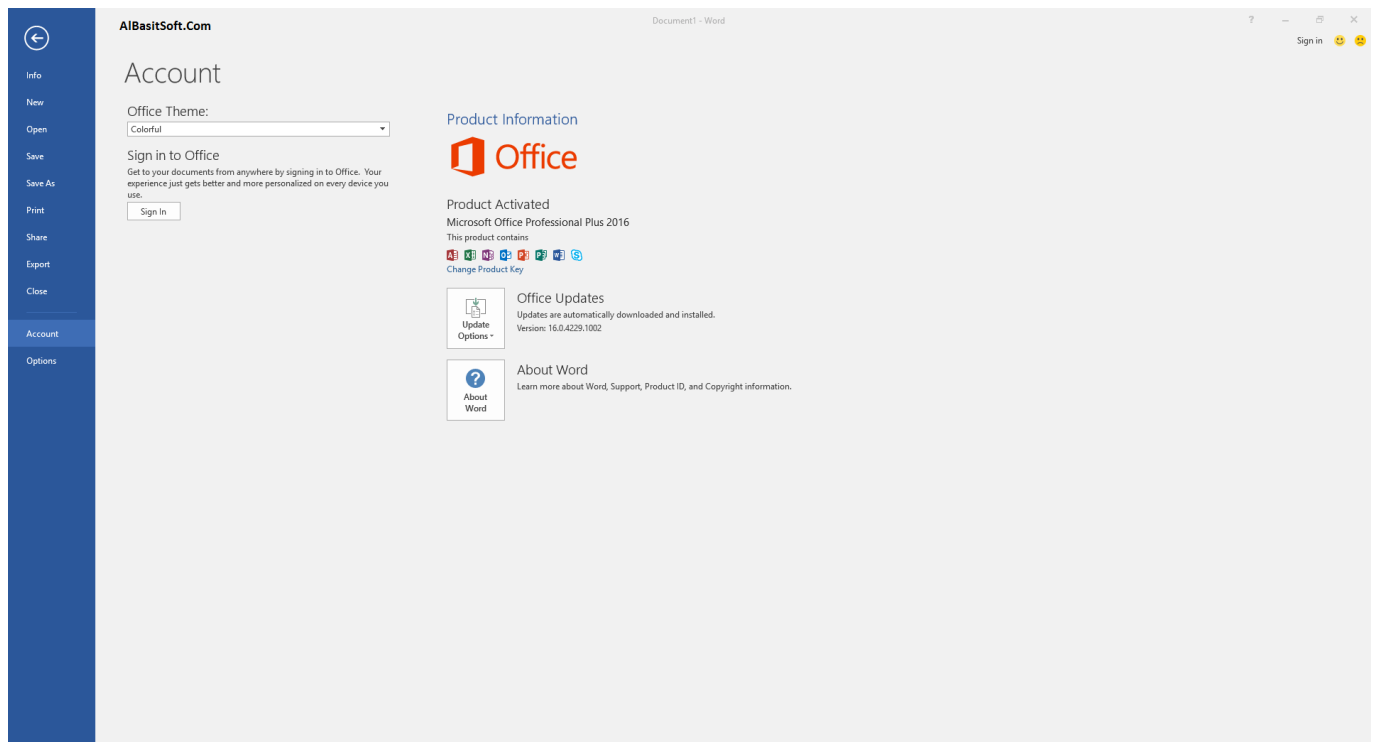 AlBasitSoft.Com
Document1 - Word
?
Sign in
Info
New
Open
Save
Save As
Print
Share
Export
Close
Account
Options
Account
Office Theme:
Colorful
Sign in to Office
Get to your documents from anywhere by signing in to Office. Your
experience just gets better and more personalized on every device you
use.
Sign In
Product Information
Office
Product Activated
Microsoft Office Professional Plus 2016
This product contains
Change Product Key
Update
Options
Office Updates
Updates are automatically downloaded and installed.
Version: 16.0.4229.1002
?
About
Word
About Word
Learn more about Word, Support, Product ID, and Copyright information.